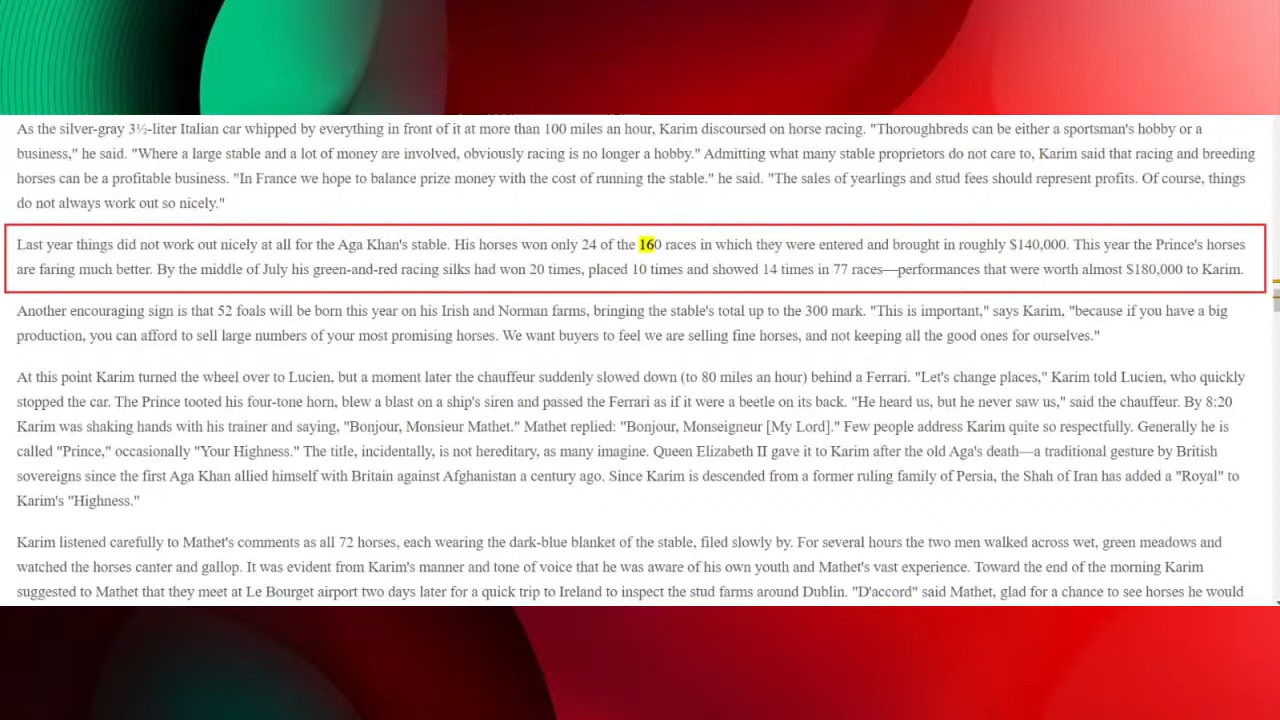 As the silver-gray 3½-liter Italian car whipped by everything in front of it at more than 100 miles an hour, Karim discoursed on horse racing. "Thoroughbreds can be either a sportsman's hobby or a
business," he said. "Where a large stable and a lot of money are involved, obviously racing is no longer a hobby." Admitting what many stable proprietors do not care to, Karim said that racing and breeding
horses can be a profitable business. "In France we hope to balance prize money with the cost of running the stable." he said. "The sales of yearlings and stud fees should represent profits. Of course, things
do not always work out so nicely."
Last year things did not work out nicely at all for the Aga Khan's stable. His horses won only 24 of the 160 races in which they were entered and brought in roughly $140,000. This year the Prince's horses
are faring much better. By the middle of July his green-and-red racing silks had won 20 times, placed 10 times and showed 14 times in 77 races—performances that were worth almost $180,000 to Karim.
Another encouraging sign is that 52 foals will be born this year on his Irish and Norman farms, bringing the stable's total up to the 300 mark. "This is important," says Karim, "because if you have a big
production, you can afford to sell large numbers of your most promising horses. We want buyers to feel we are selling fine horses, and not keeping all the good ones for ourselves."
At this point Karim turned the wheel over to Lucien, but a moment later the chauffeur suddenly slowed down (to 80 miles an hour) behind a Ferrari. "Let's change places," Karim told Lucien, who quickly
stopped the car. The Prince tooted his four-tone horn, blew a blast on a ship's siren and passed the Ferrari as if it were a beetle on its back. "He heard us, but he never saw us," said the chauffeur. By 8:20
Karim was shaking hands with his trainer and saying, "Bonjour, Monsieur Mathet." Mathet replied: "Bonjour, Monseigneur [My Lord]." Few people address Karim quite so respectfully. Generally he is
called "Prince," occasionally "Your Highness." The title, incidentally, is not hereditary, as many imagine. Queen Elizabeth II gave it to Karim after the old Aga's death—a traditional gesture by British
sovereigns since the first Aga Khan allied himself with Britain against Afghanistan a century ago. Since Karim is descended from a former ruling family of Persia, the Shah of Iran has added a "Royal" to
Karim's "Highness."
Karim listened carefully to Mathet's comments as all 72 horses, each wearing the dark-blue blanket of the stable, filed slowly by. For several hours the two men walked across wet, green meadows and
watched the horses canter and gallop. It was evident from Karim's manner and tone of voice that he was aware of his own youth and Mathet's vast experience. Toward the end of the morning Karim
suggested to Mathet that they meet at Le Bourget airport two days later for a quick trip to Ireland to inspect the stud farms around Dublin. "D'accord" said Mathet, glad for a chance to see horses he would